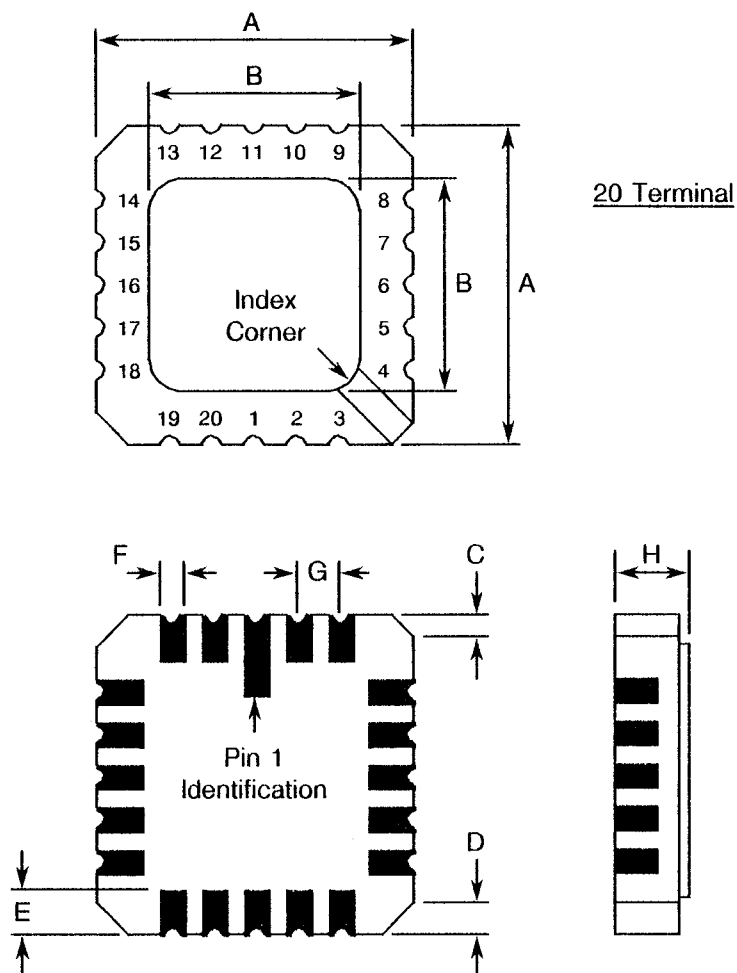 A
B
13 12 11 10 9
20 Terminal
14 8
15 7
16 6
17 5
18 4
B A
Index
Corner
19 20 1 2 3
F G C H
Pin 1
Identification
D
E